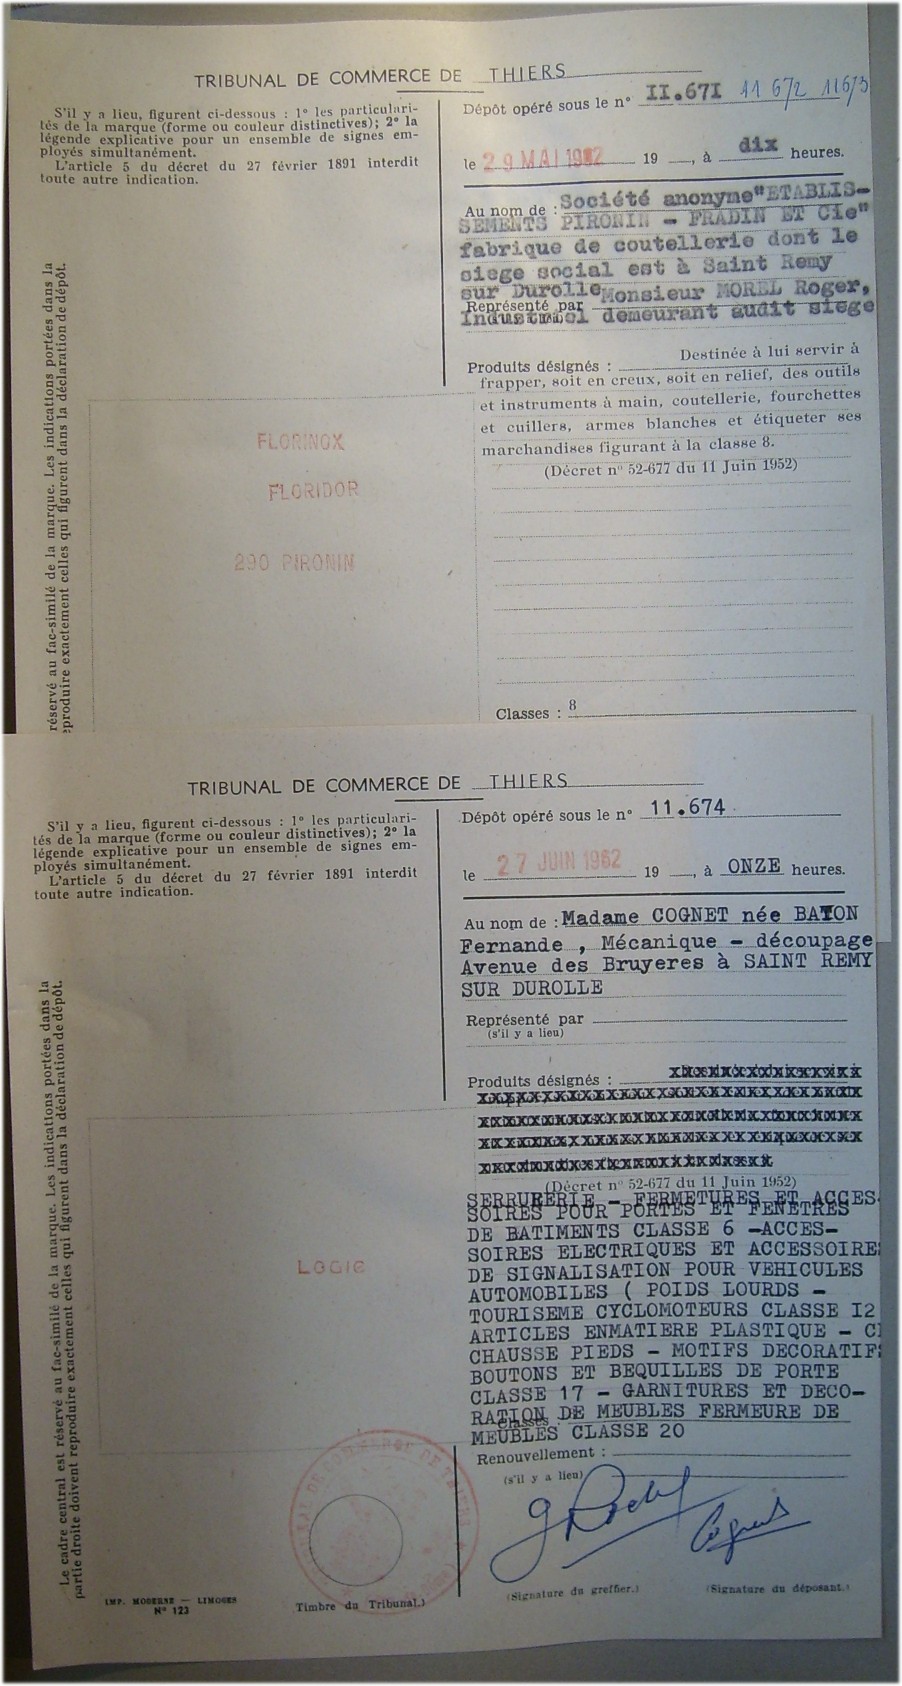 TRIBUNAL DE COMMERCE DE THIERS
S'il y a lieu, figurent ci-dessous : 1° les particulari-
tés de la marque (forme ou couleur distinctives); 2° la
légende explicative pour un ensemble de signes em-
ployés simultanément.
L'article 5 du décret du 27 février 1891 interdit
toute autre indication.
Dépôt opéré sous le n° II.67I 11 672 11673
le 29 MAI 1962 19 , à dix heures.
Au nom de : Société anonyme "ETABLIS-
SEMENTS PIRONIN - FRADIN ET Cie"
fabrique de coutellerie dont le
siege social est à Saint Remy
sur Durolle Monsieur MOREL Roger,
Représenté par
Industriel demeurant audit siege
Produits désignés : Destinée à lui servir à
frapper, soit en creux, soit en relief, des outils
et instruments à main, coutellerie, fourchettes
et cuillers, armes blanches et étiqueter ses
marchandises figurant à la classe 8.
(Décret n° 52-677 du 11 Juin 1952)
FLORINOX
FLORIDOR
290 PIRONIN
Classes : 8
réservé au fac-similé de la marque. Les indications portées dans la
eproduire exactement celles qui figurent dans la déclaration de dépôt.
TRIBUNAL DE COMMERCE DE THIERS
S'il y a lieu, figurent ci-dessous : 1° les particulari-
tés de la marque (forme ou couleur distinctives); 2° la
légende explicative pour un ensemble de signes em-
ployés simultanément.
L'article 5 du décret du 27 février 1891 interdit
toute autre indication.
Dépôt opéré sous le n° 11.674
le 27 JUIN 1962 19 , à ONZE heures.
Au nom de : Madame COGNET née BATON
Fernande , Mécanique - découpage
Avenue des Bruyeres à SAINT REMY
SUR DUROLLE
Représenté par
(s'il y a lieu)
Produits désignés :
(Décret n° 52-677 du 11 Juin 1952)
SERRURERIE - FERMETURES ET ACCES
SOIRES POUR PORTES ET FENETRES
DE BATIMENTS CLASSE 6 -ACCES-
SOIRES ELECTRIQUES ET ACCESSOIRE
DE SIGNALISATION POUR VEHICULES
AUTOMOBILES ( POIDS LOURDS -
TOURISEME CYCLOMOTEURS CLASSE I2
ARTICLES ENMATIERE PLASTIQUE -
CHAUSSE PIEDS - MOTIFS DECORATIF
BOUTONS ET BEQUILLES DE PORTE
CLASSE 17 - GARNITURES ET DECO-
RATION DE MEUBLES FERMEURE DE
Classes :
MEUBLES CLASSE 20
LOGIC
Renouvellement :
(s'il y a lieu)
Cognet
(Signature du greffier.) (Signature du déposant.)
Timbre du Tribunal.)
IMP. MODERNE — LIMOGES
N° 123
Le cadre central est réservé au fac-similé de la marque. Les indications portées dans la
partie droite doivent reproduire exactement celles qui figurent dans la déclaration de dépôt.